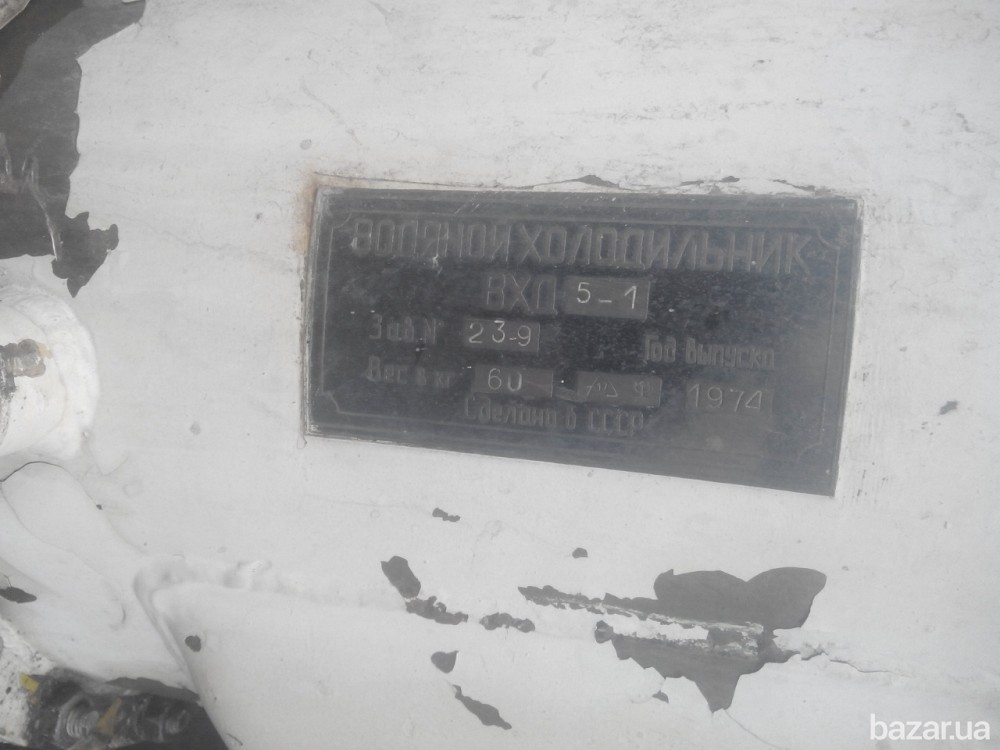 ВОДЯНОЙ ХОЛОДИЛЬНИК
ВХД 5-1
Зав. № 23-9 Год выпуска
Вес в кг 60 1974
Сделано в СССР
bazar.ua